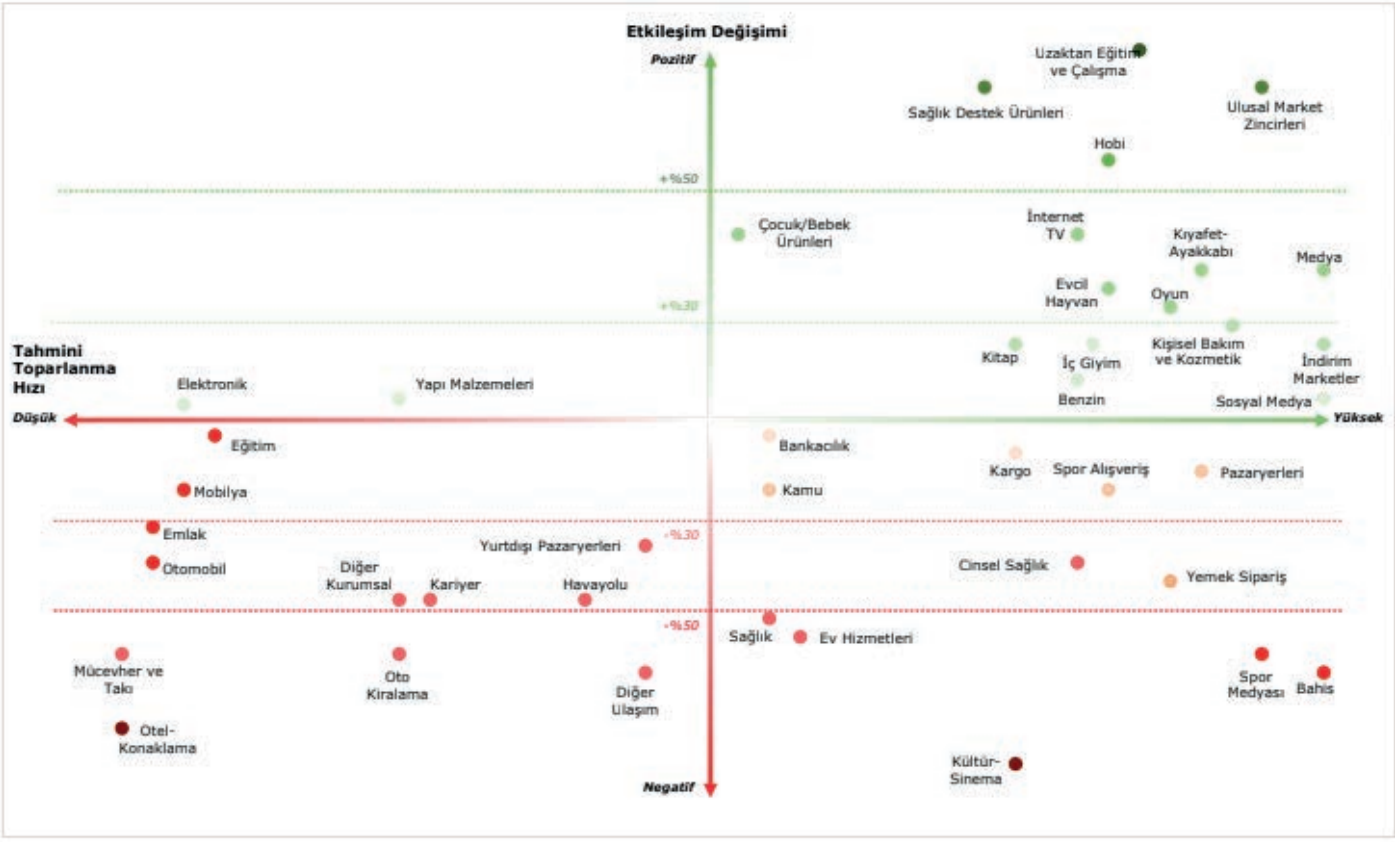 Etkileşim Değişimi
Pozitif
Uzaktan Eğitim
ve Çalışma
Sağlık Destek Ürünleri
Ulusal Market
Zincirleri
Hobi
+%50
Çocuk/Bebek
Ürünleri
İnternet
TV
Kıyafet-
Ayakkabı
Medya
Evcil
Hayvan
Oyun
+%30
Tahmini
Toparlanma
Hızı
Kitap
İç Giyim
Kişisel Bakım
ve Kozmetik
İndirim
Marketler
Elektronik
Yapı Malzemeleri
Benzin
Sosyal Medya
Düşük
Yüksek
Eğitim
Bankacılık
Kargo
Spor Alışveriş
Pazaryerleri
Mobilya
Kamu
Emlak
-%30
Yurtdışı Pazaryerleri
Otomobil
Diğer
Kurumsal
Kariyer
Havayolu
Cinsel Sağlık
Yemek Sipariş
-%50
Sağlık
Ev Hizmetleri
Mücevher ve
Takı
Oto
Kiralama
Diğer
Ulaşım
Spor
Medyası
Bahis
Otel-
Konaklama
Kültür-
Sinema
Negatif